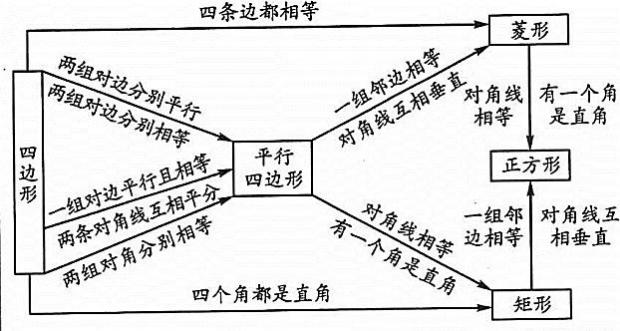 四条边都相等
菱形
两组对边分别平行
两组对边分别相等
一组邻边相等
对角线互相垂直
对角线
相等
有一个角
是直角
四边形
平行
四边形
正方形
一组对边平行且相等
两条对角线互相平分
两组对角分别相等
对角线相等
有一个角是直角
一组邻
边相等
对角线互
相垂直
四个角都是直角
矩形